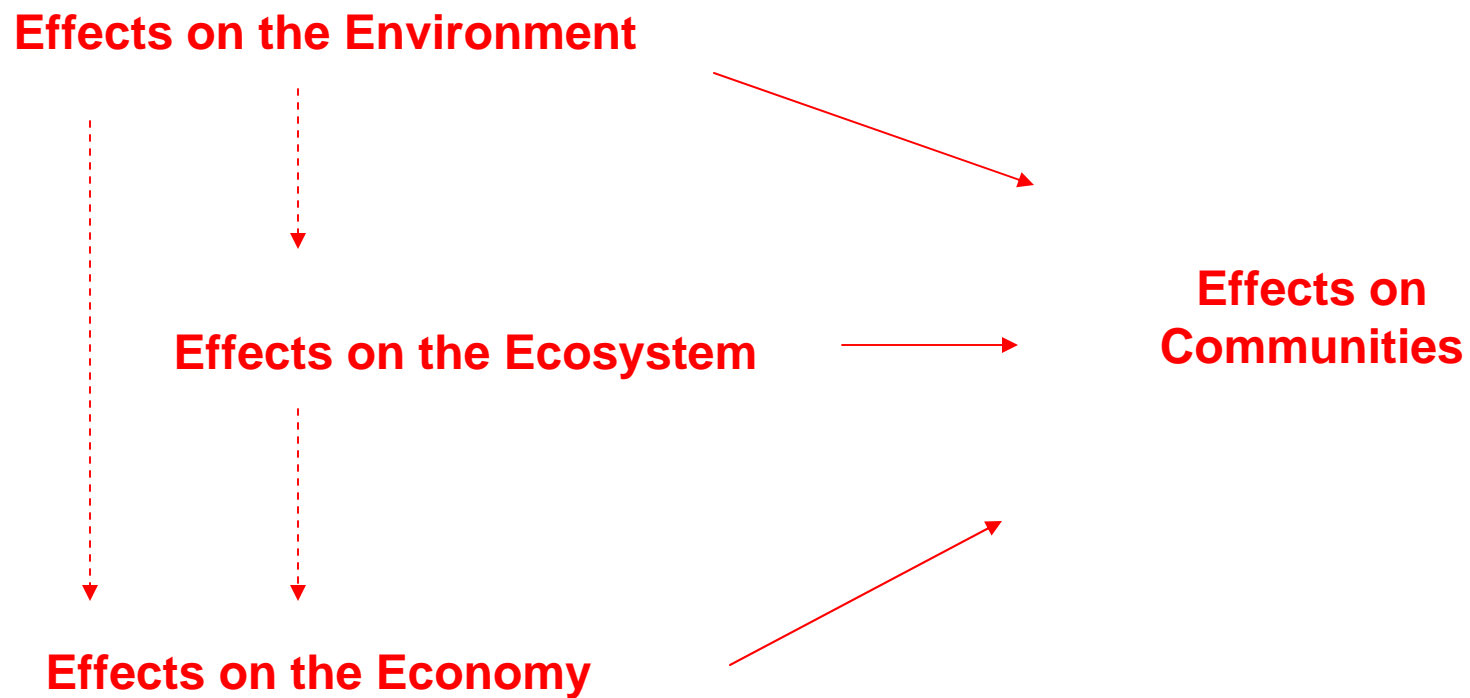 Effects on the Environment
Effects on
Communities
Effects on the Ecosystem
Effects on the Economy